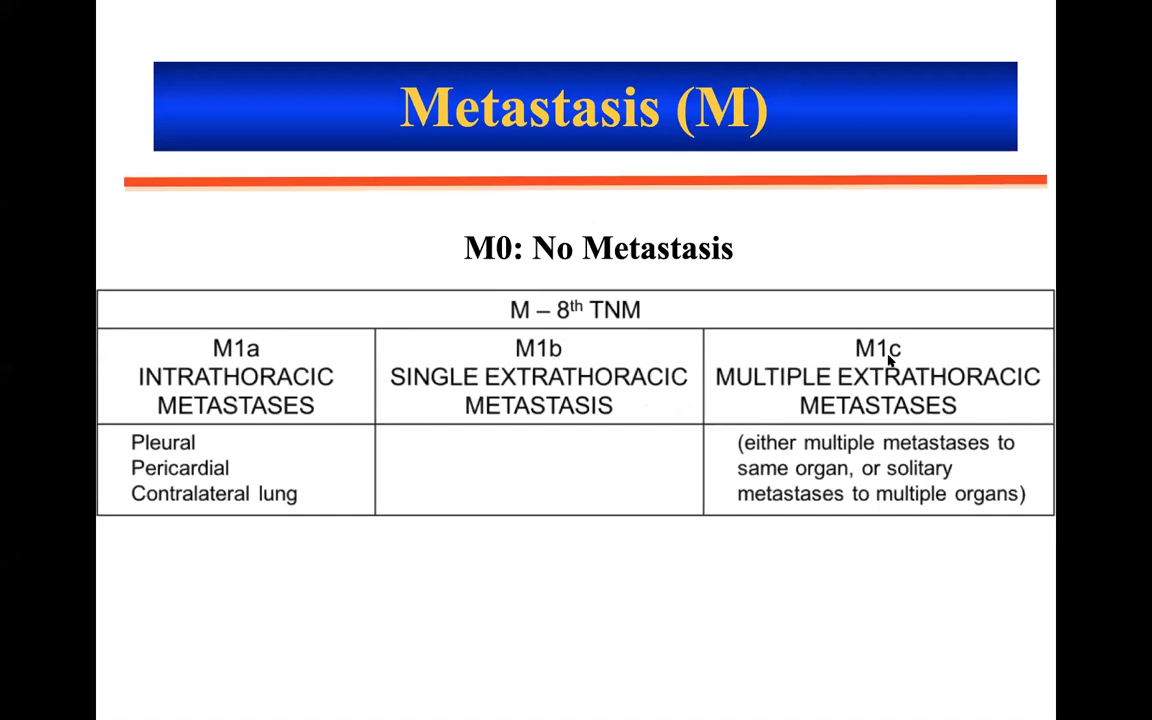 Metastasis (M)
M0: No Metastasis
M – 8th TNM
M1a
INTRATHORACIC
METASTASES
M1b
SINGLE EXTRATHORACIC
METASTASIS
M1c
MULTIPLE EXTRATHORACIC
METASTASES
Pleural
Pericardial
Contralateral lung
(either multiple metastases to
same organ, or solitary
metastases to multiple organs)